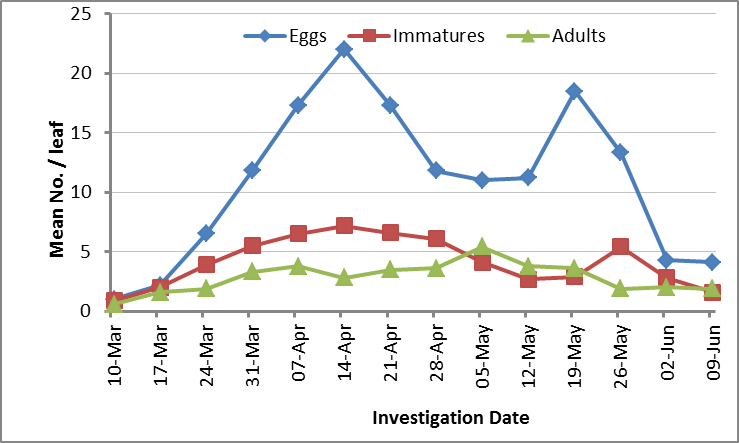 25
Eggs Immatures Adults
20
15
10
5
0
Mean No. / leaf
10-Mar 17-Mar 24-Mar 31-Mar 07-Apr 14-Apr 21-Apr 28-Apr 05-May 12-May 19-May 26-May 02-Jun 09-Jun
Investigation Date